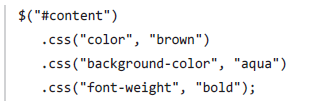 $("#content")
   .css("color", "brown")
   .css("background-color", "aqua")
   .css("font-weight", "bold");